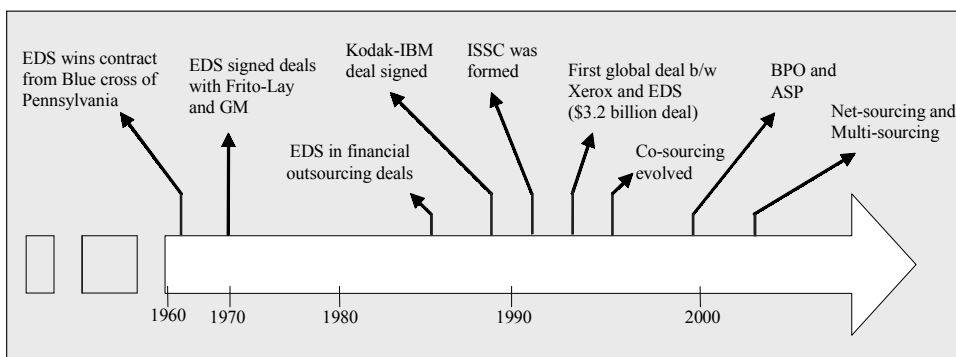 EDS wins contract
from Blue cross of
Pennsylvania
EDS signed deals
with Frito-Lay
and GM
Kodak-IBM
deal signed
EDS in financial
outsourcing deals
ISSC was
formed
First global deal b/w
Xerox and EDS
($3.2 billion deal)
Co-sourcing
evolved
BPO and
ASP
Net-sourcing and
Multi-sourcing
1960
1970
1980
1990
2000